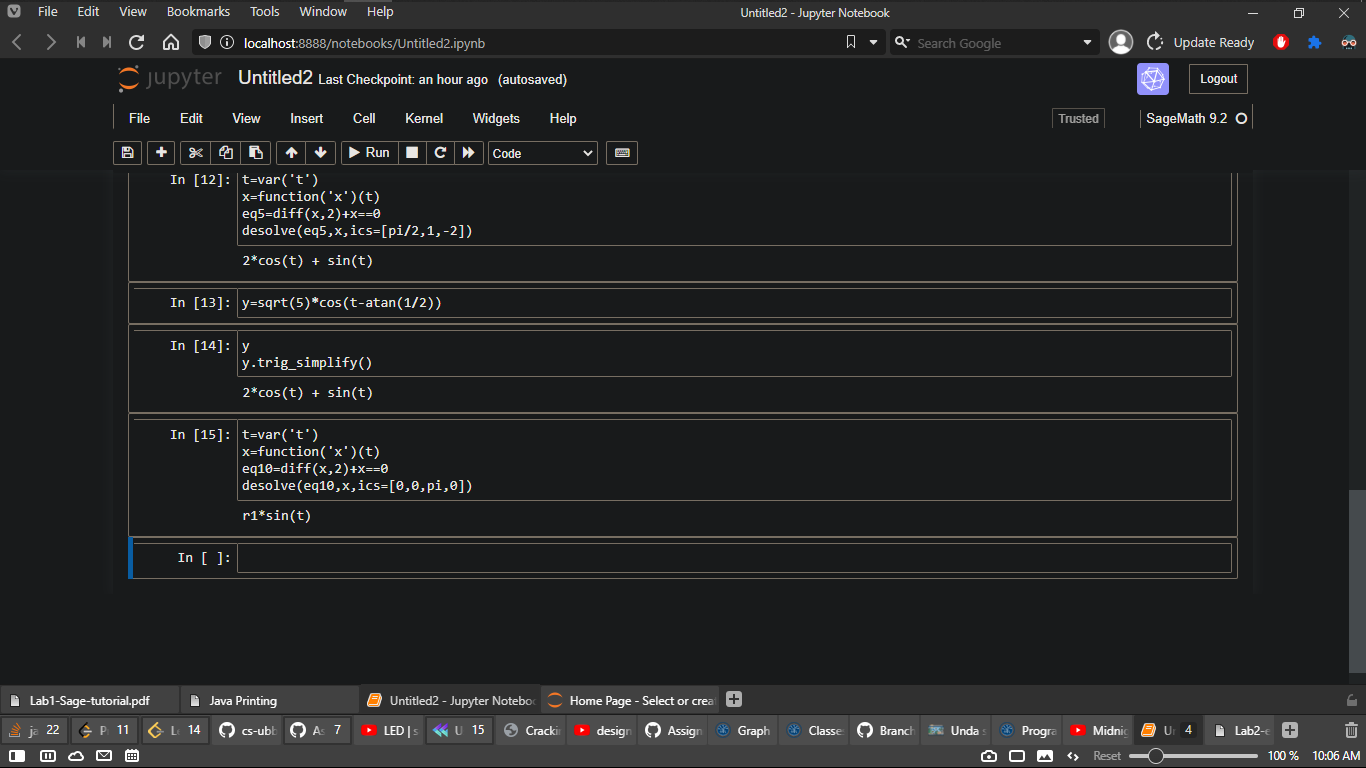 File Edit View Bookmarks Tools Window Help
Untitled2 - Jupyter Notebook
localhost:8888/notebooks/Untitled2.ipynb
Search Google
Update Ready
jupyter Untitled2 Last Checkpoint: an hour ago (autosaved)
Logout
File Edit View Insert Cell Kernel Widgets Help
Trusted
SageMath 9.2
Run
Code
In [12]: t=var('t')
x=function('x')(t)
eq5=diff(x,2)+x==0
desolve(eq5,x,ics=[pi/2,1,-2])
2*cos(t) + sin(t)
In [13]: y=sqrt(5)*cos(t-atan(1/2))
In [14]: y
y.trig_simplify()
2*cos(t) + sin(t)
In [15]: t=var('t')
x=function('x')(t)
eq10=diff(x,2)+x==0
desolve(eq10,x,ics=[0,0,pi,0])
r1*sin(t)
In [ ]:
Lab1-Sage-tutorial.pdf Java Printing Untitled2 - Jupyter Noteboo Home Page - Select or crea
ja 22 P 11 L 14 cs-ubb As 7 LED | s U 15 Cracki design Assign Graph Classe Branch Unda s Progra Midnig Un 4 Lab2-e
Reset 100 % 10:06 AM